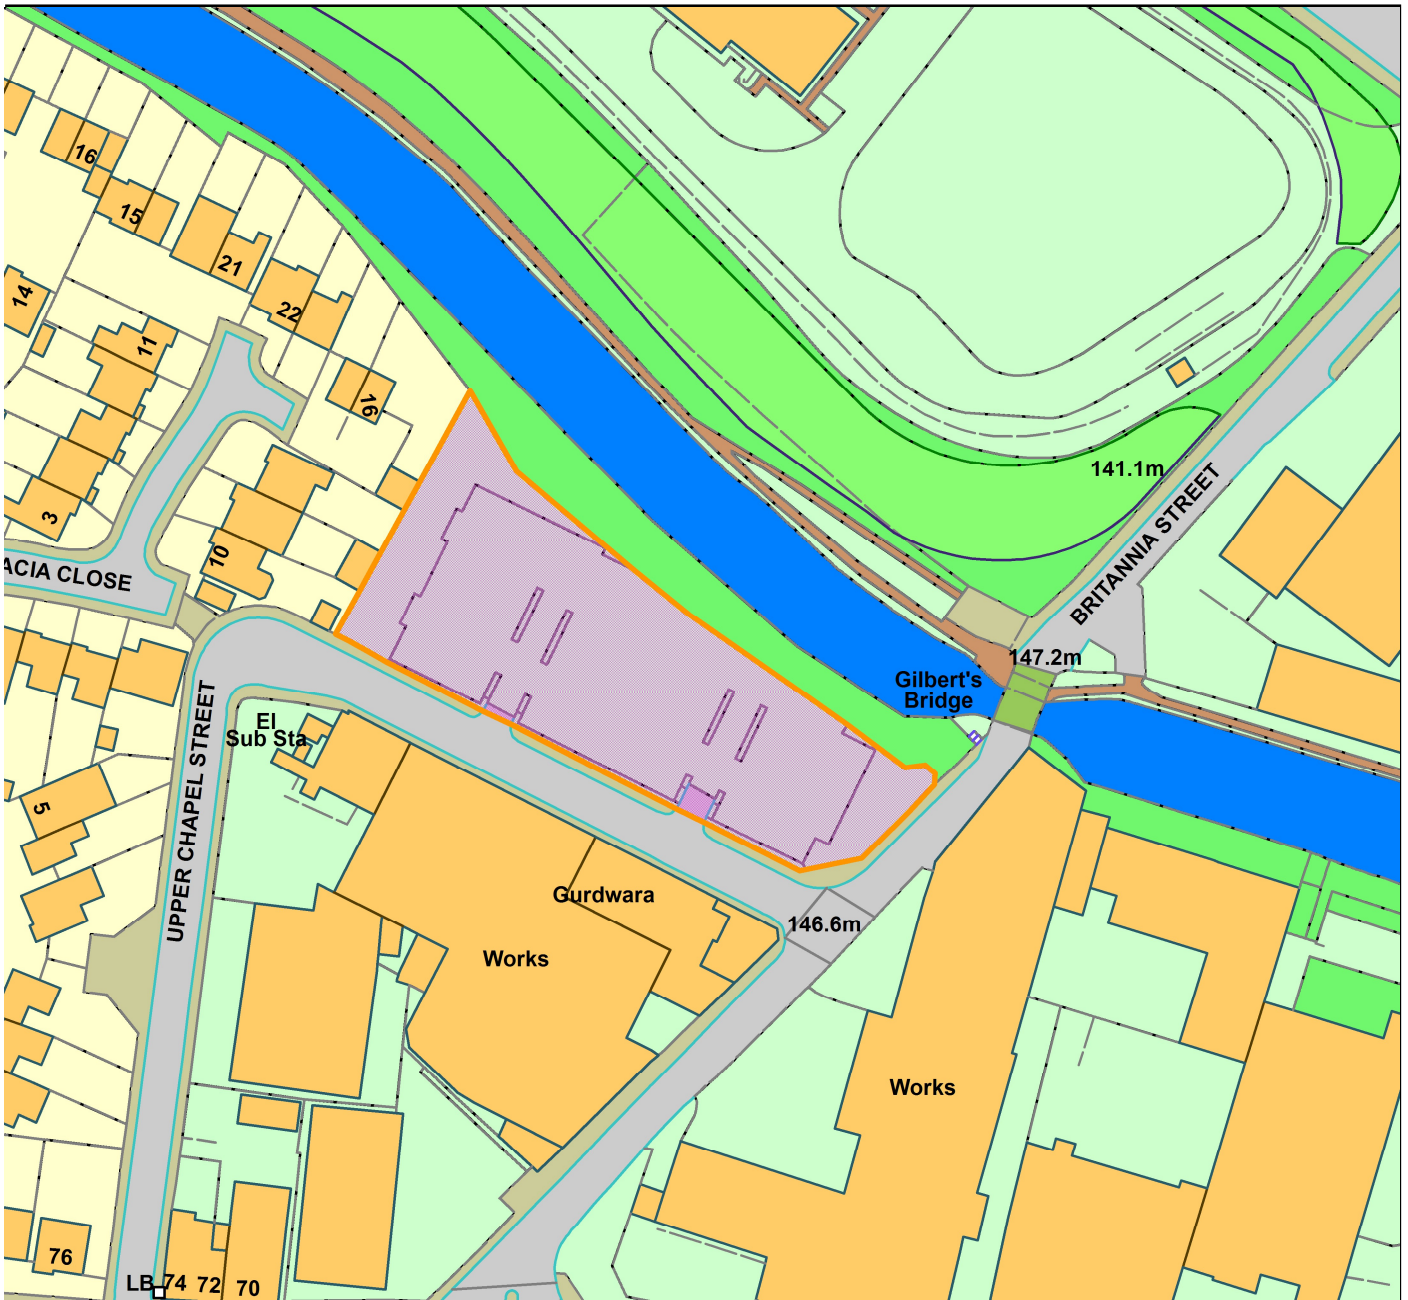 16
15
21
14
22
11
16
141.1m
3
10
BRITANNIA STREET
ACIA CLOSE
147.2m
Gilbert's
Bridge
UPPER CHAPEL STREET
El
Sub Sta
5
Gurdwara
146.6m
Works
Works
76
LB
74
72
70